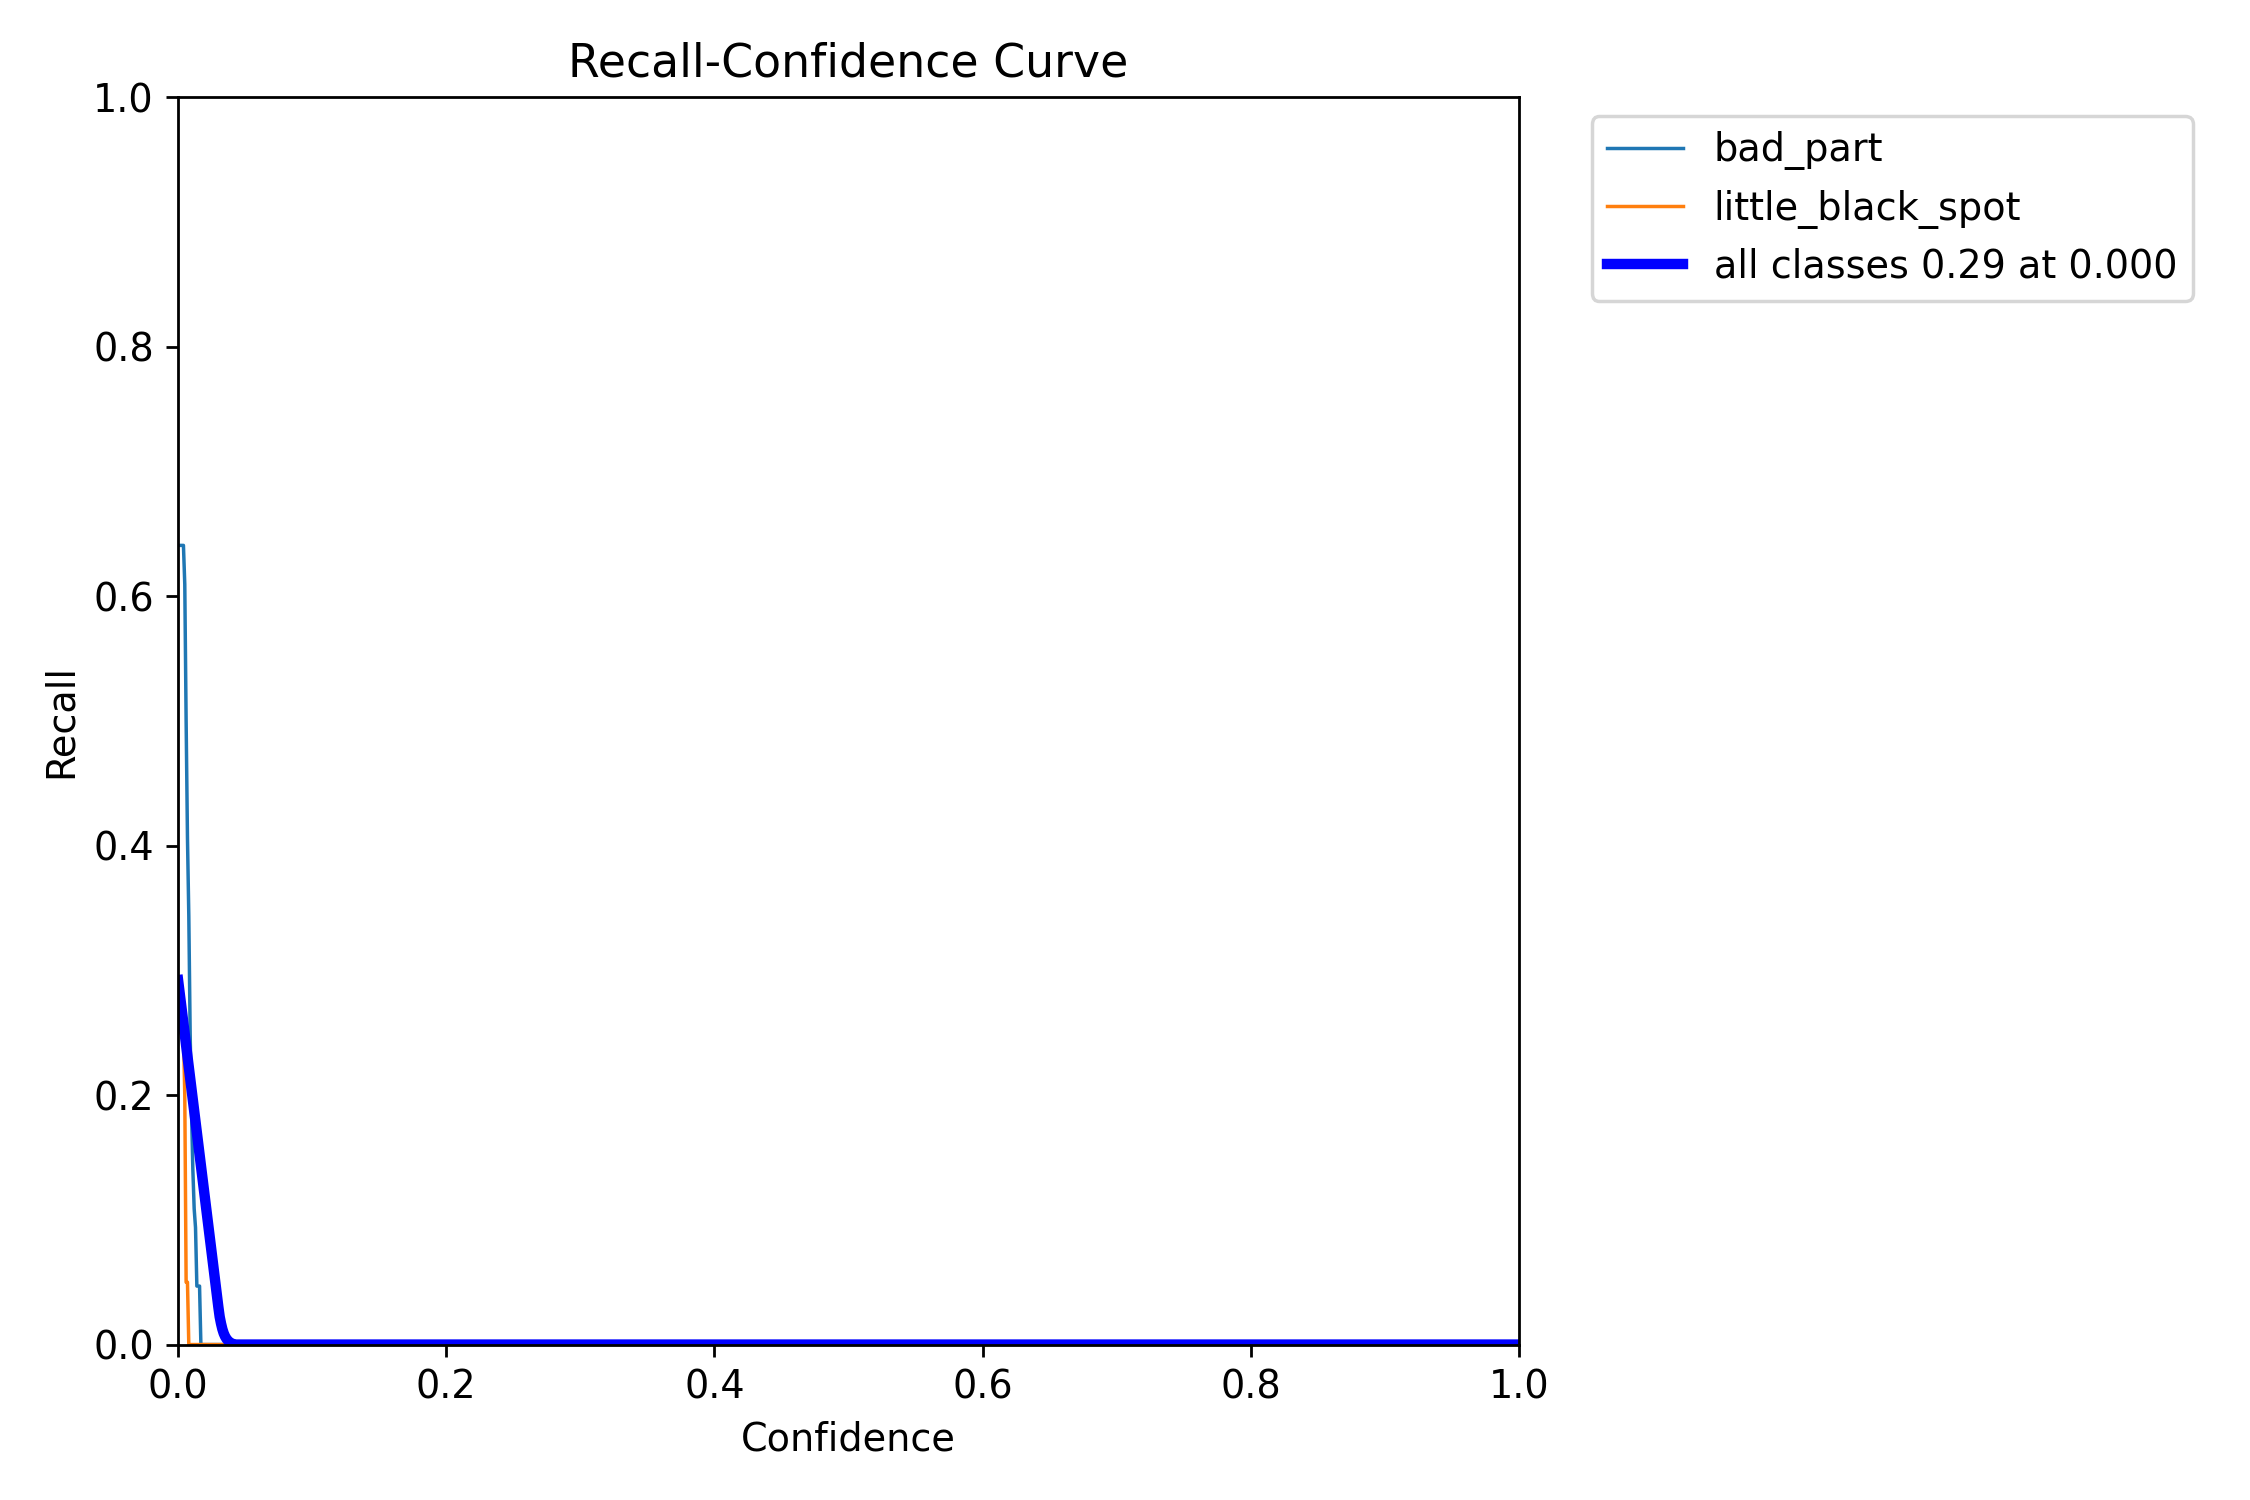 Recall-Confidence Curve
1.0
0.8
0.6
0.4
0.2
0.0
Recall
0.0 0.2 0.4 0.6 0.8 1.0
Confidence
bad_part
little_black_spot
all classes 0.29 at 0.000